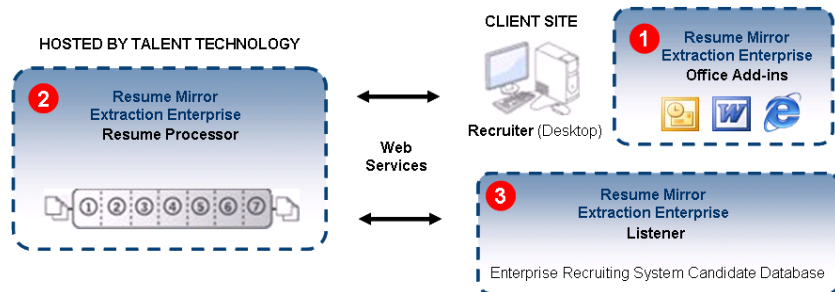 HOSTED BY TALENT TECHNOLOGY
2
Resume Mirror
Extraction Enterprise
Resume Processor
1 2 3 4 5 6 7
Web
Services
CLIENT SITE
Recruiter (Desktop)
1
Resume Mirror
Extraction Enterprise
Office Add-ins
3
Resume Mirror
Extraction Enterprise
Listener
Enterprise Recruiting System Candidate Database